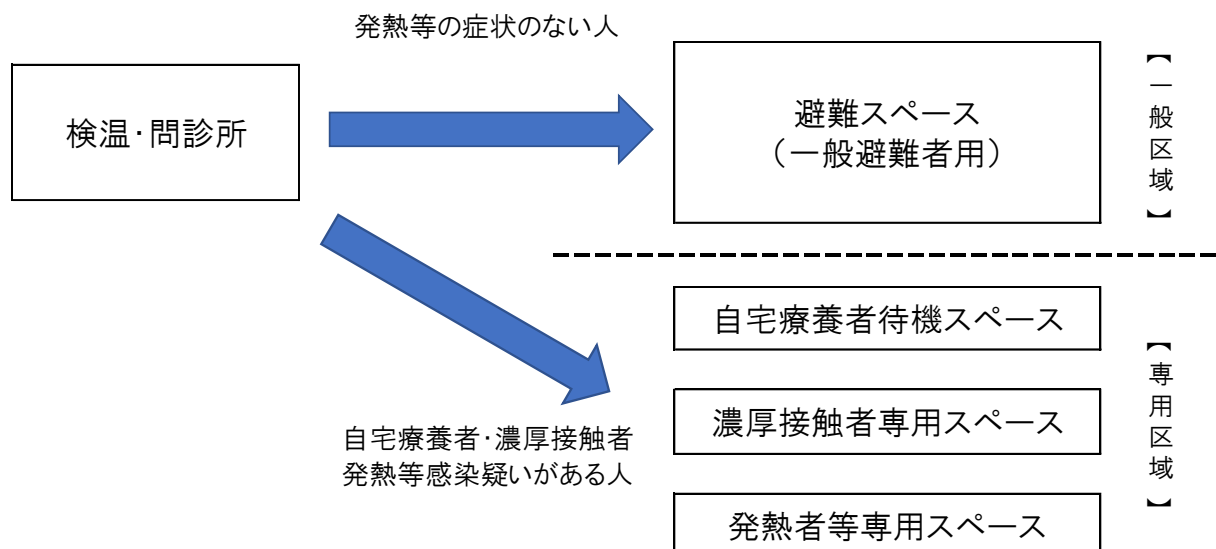 発熱等の症状のない人
検温・問診所
避難スペース
（一般避難者用）
【一般区域】
自宅療養者待機スペース
濃厚接触者専用スペース
発熱者等専用スペース
【専用区域】
自宅療養者・濃厚接触者
発熱等感染疑いがある人